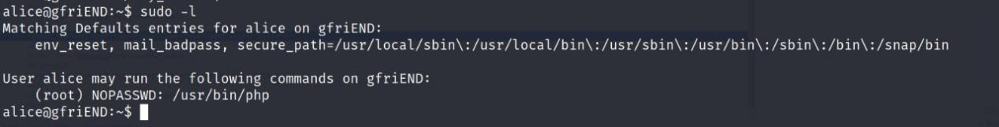 alice@gfriEND:~$ sudo -l
Matching Defaults entries for alice on gfriEND:
    env_reset, mail_badpass, secure_path=/usr/local/sbin\:/usr/local/bin\:/usr/sbin\:/usr/bin\:/sbin\:/bin\:/snap/bin

User alice may run the following commands on gfriEND:
    (root) NOPASSWD: /usr/bin/php
alice@gfriEND:~$